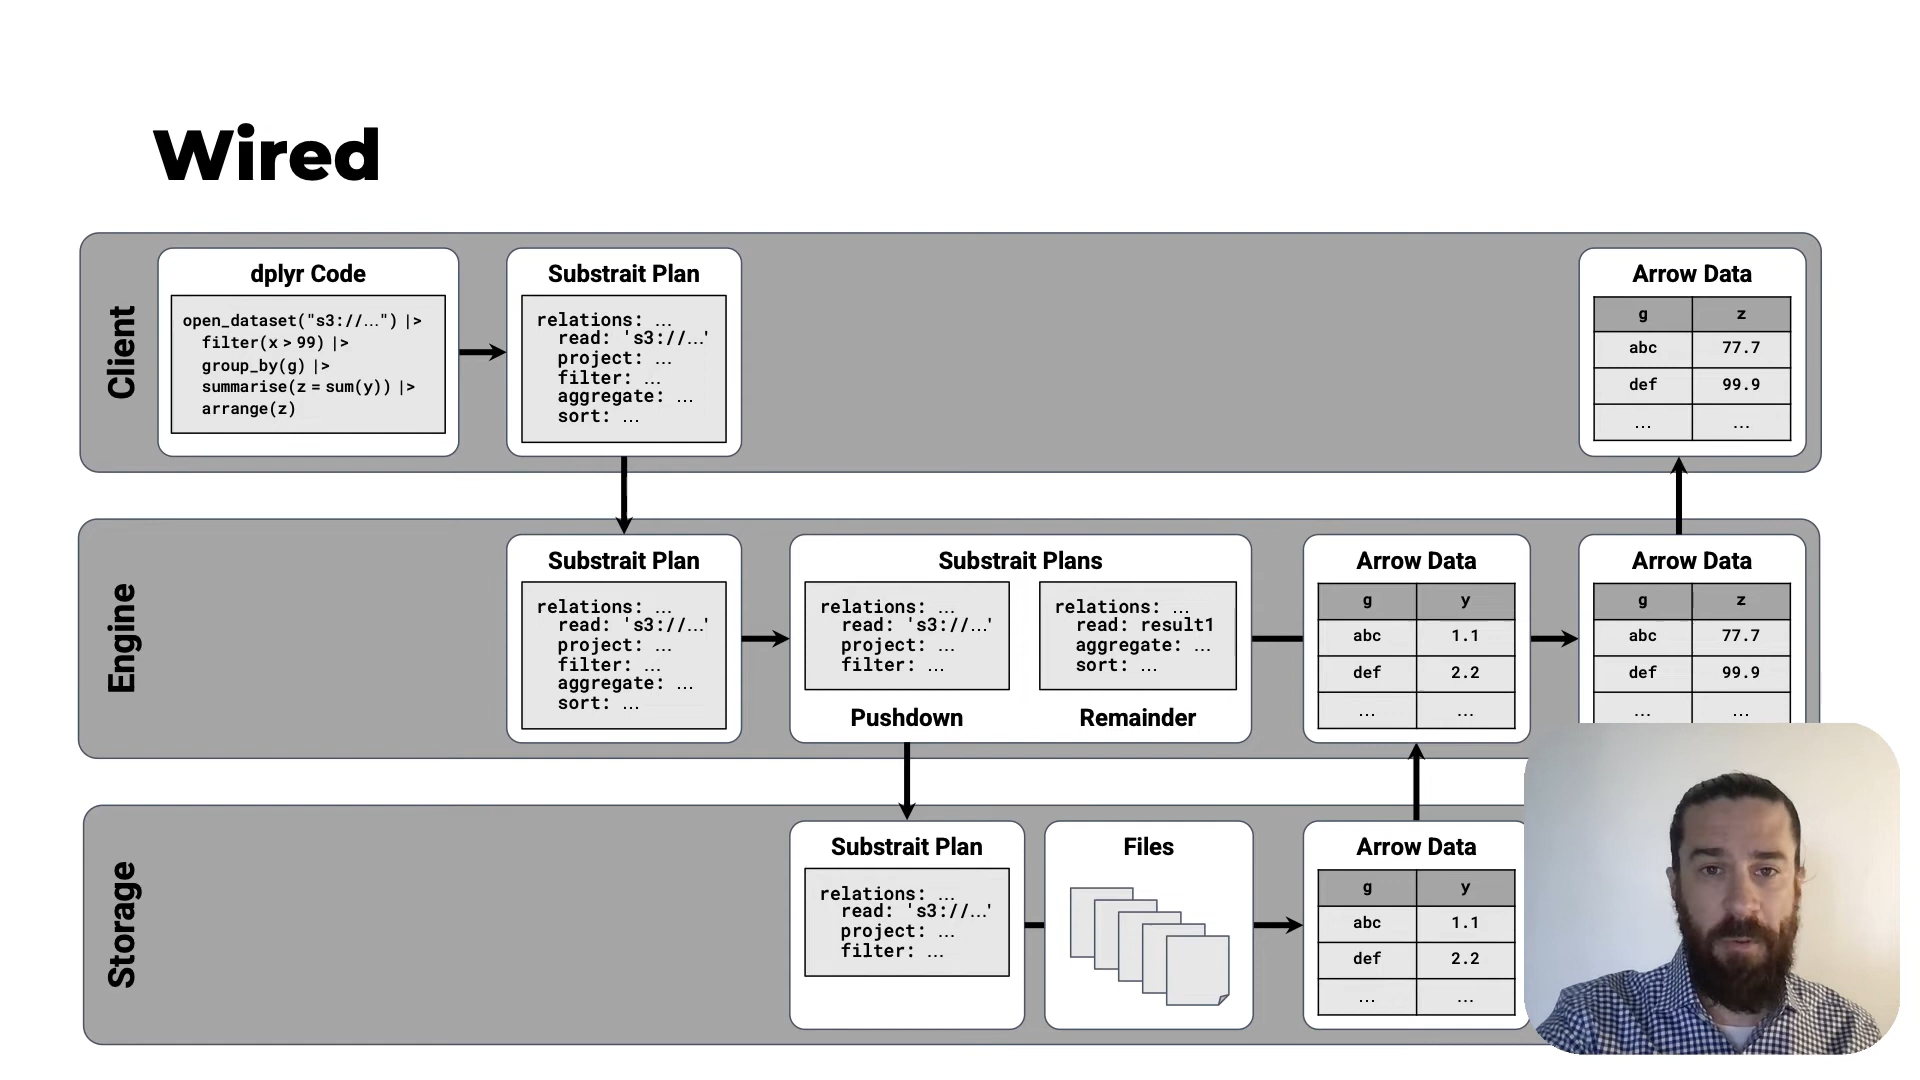 Wired
Client
dplyr Code
open_dataset("s3://...") |>
filter(x > 99) |>
group_by(g) |>
summarise(z = sum(y)) |>
arrange(z)
Substrait Plan
relations: ...
read: 's3://...'
project: ...
filter: ...
aggregate: ...
sort: ...
Arrow Data
g z
abc 77.7
def 99.9
... ...
Engine
Substrait Plan
relations: ...
read: 's3://...'
project: ...
filter: ...
aggregate: ...
sort: ...
Substrait Plans
relations: ...
read: 's3://...'
project: ...
filter: ...
Pushdown
relations: ...
read: result1
aggregate: ...
sort: ...
Remainder
Arrow Data
g y
abc 1.1
def 2.2
... ...
Arrow Data
g z
abc 77.7
def 99.9
... ...
Storage
Substrait Plan
relations: ...
read: 's3://...'
project: ...
filter: ...
Files
Arrow Data
g y
abc 1.1
def 2.2
... ...